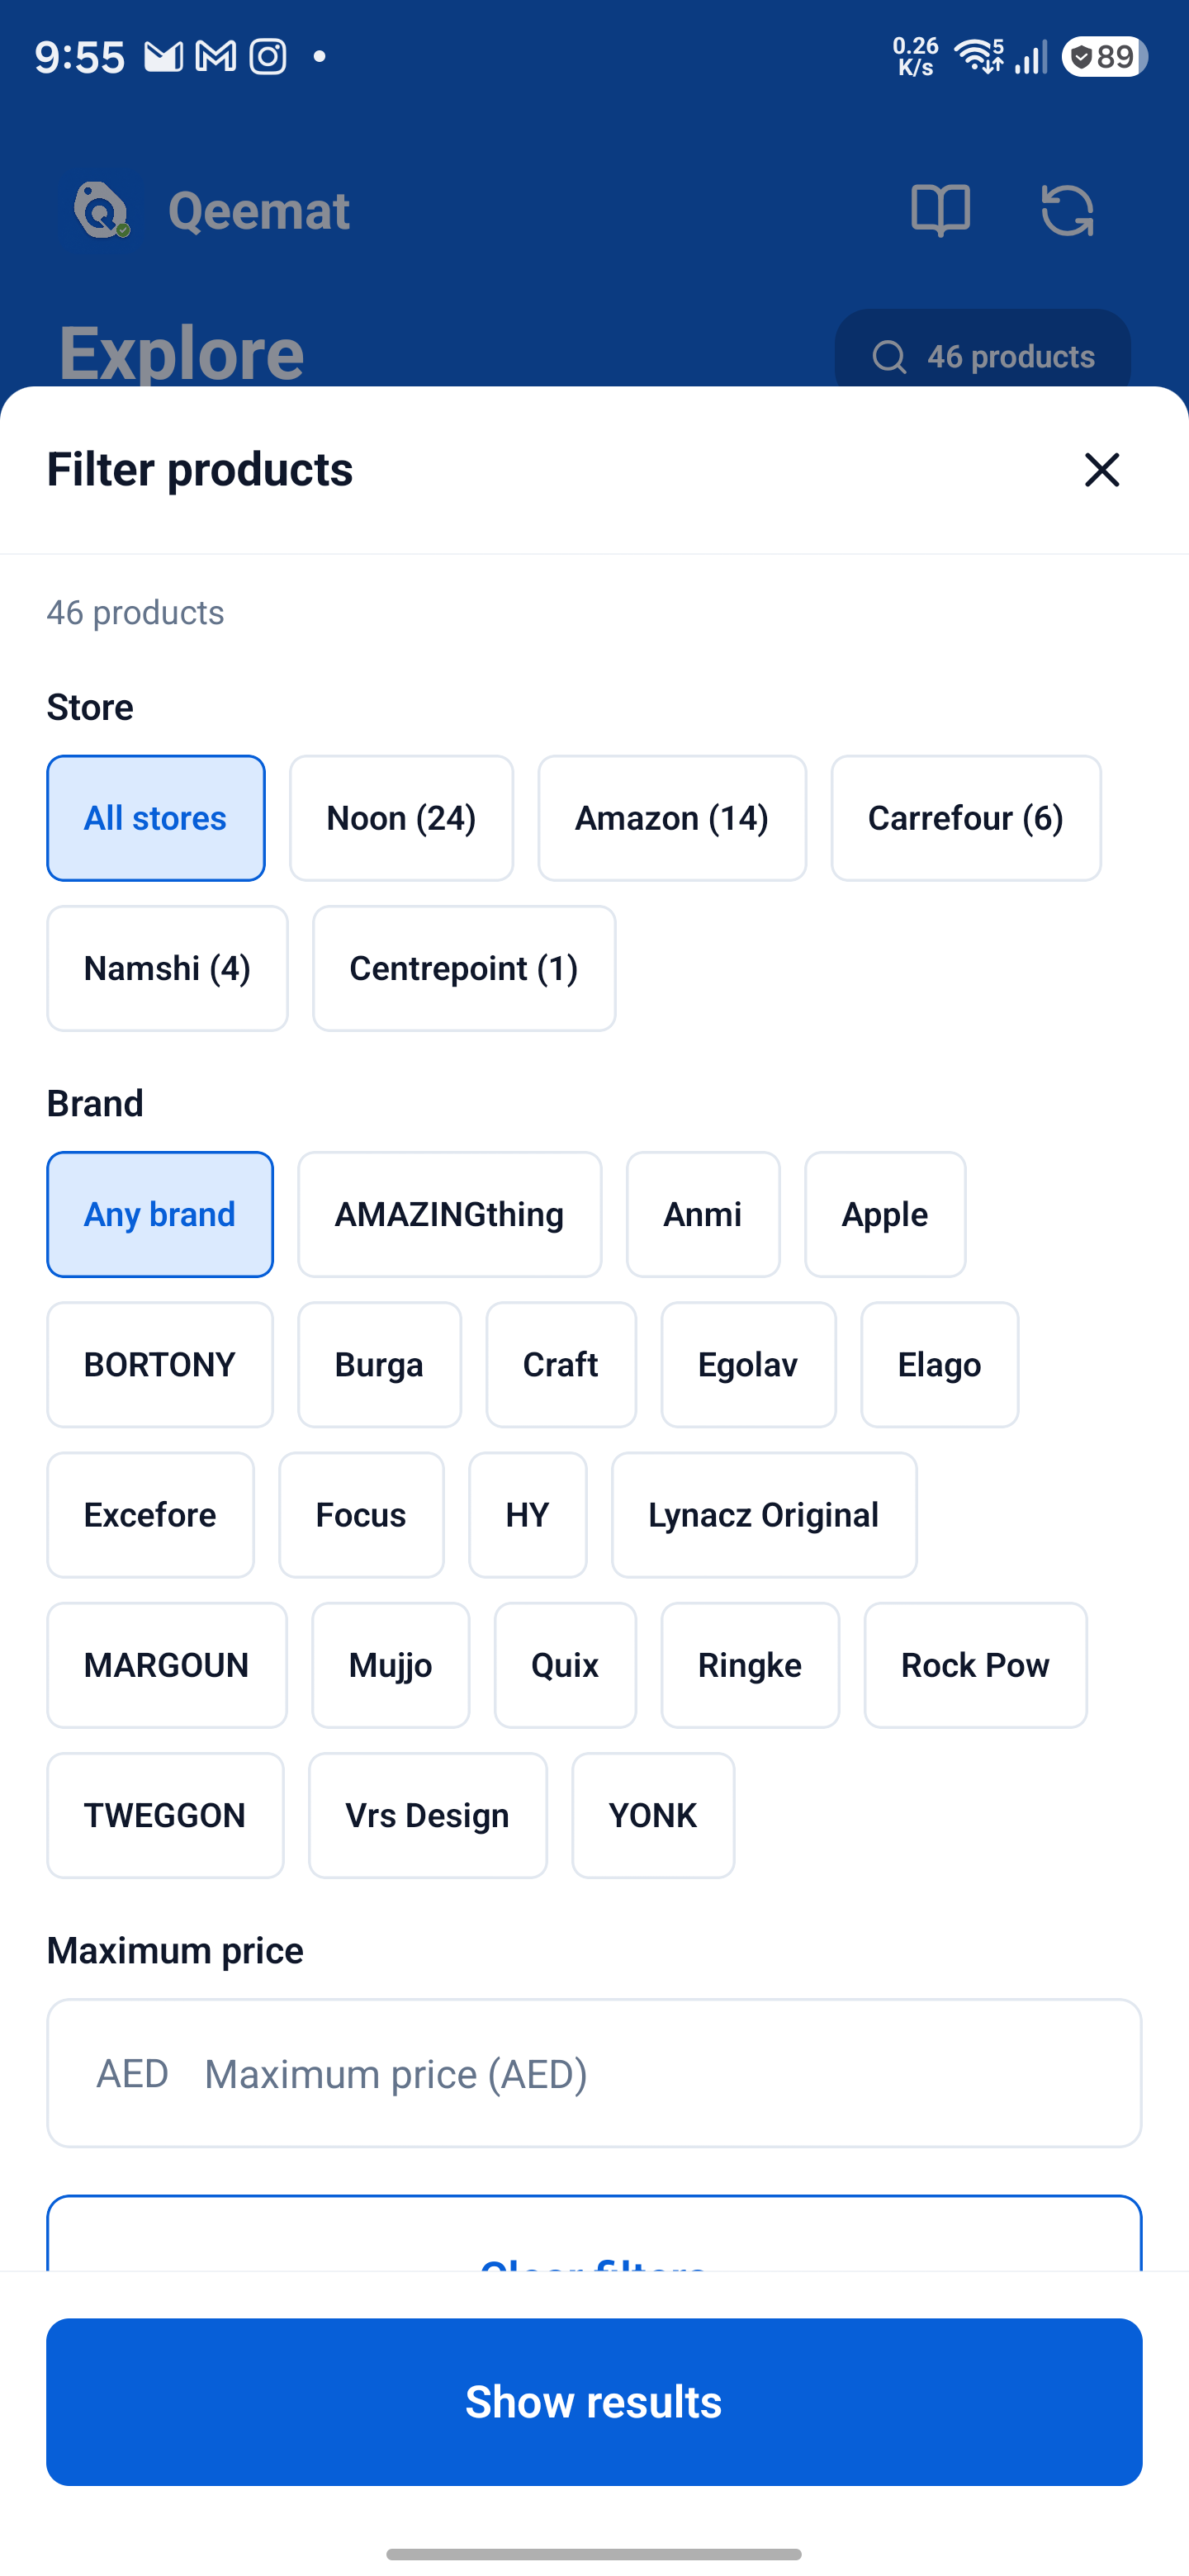 9:55
0.26 K/s
5
89
Qeemat
Explore
46 products
Filter products
46 products
Store
All stores
Noon (24)
Amazon (14)
Carrefour (6)
Namshi (4)
Centrepoint (1)
Brand
Any brand
AMAZINGthing
Anmi
Apple
BORTONY
Burga
Craft
Egolav
Elago
Excefore
Focus
HY
Lynacz Original
MARGOUN
Mujjo
Quix
Ringke
Rock Pow
TWEGGON
Vrs Design
YONK
Maximum price
AED Maximum price (AED)
Clear filters
Show results